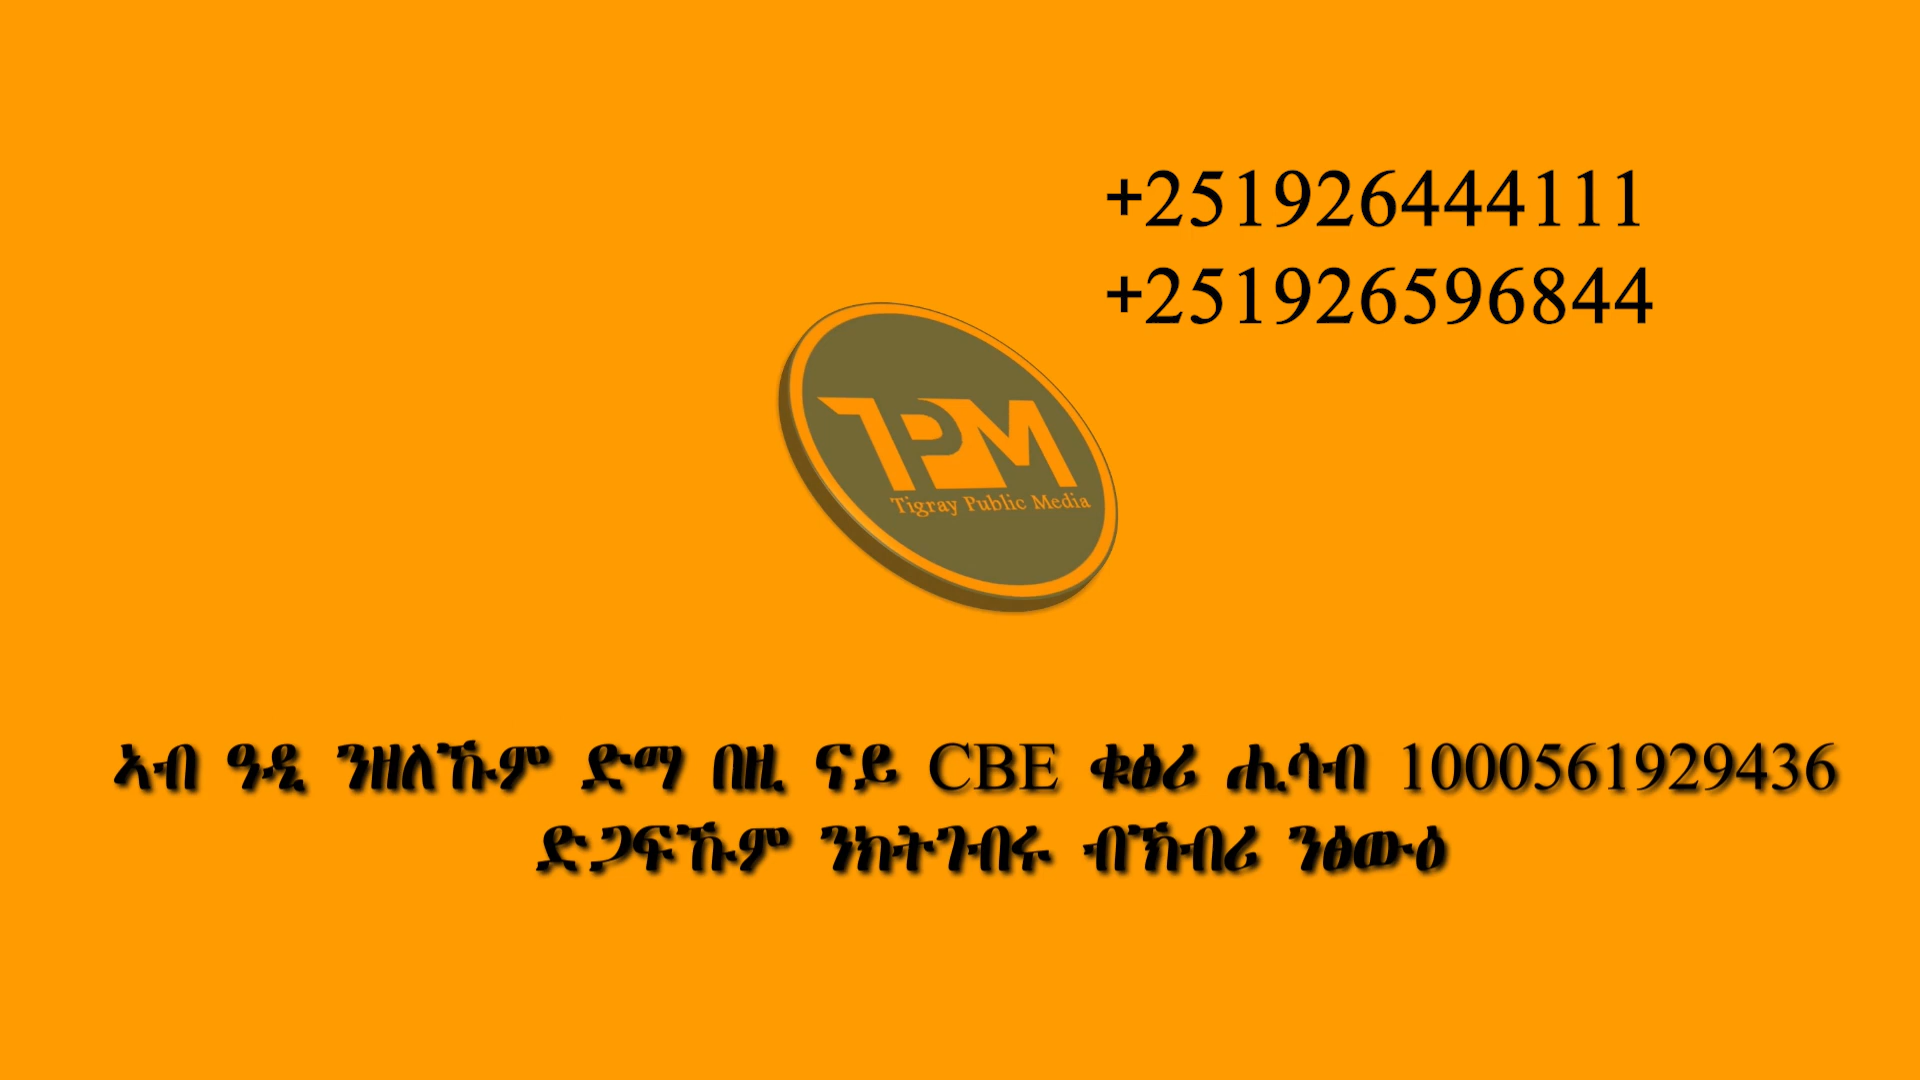 +251926444111
+251926596844
TPM
Tigray Public Media
ኣብ ዓዲ ንዘለኹም ድማ በዚ ናይ CBE ቁፅሪ ሒሳብ 1000561929436
ድጋፍኹም ንክትገብሩ ብኽብሪ ንፅውዕ